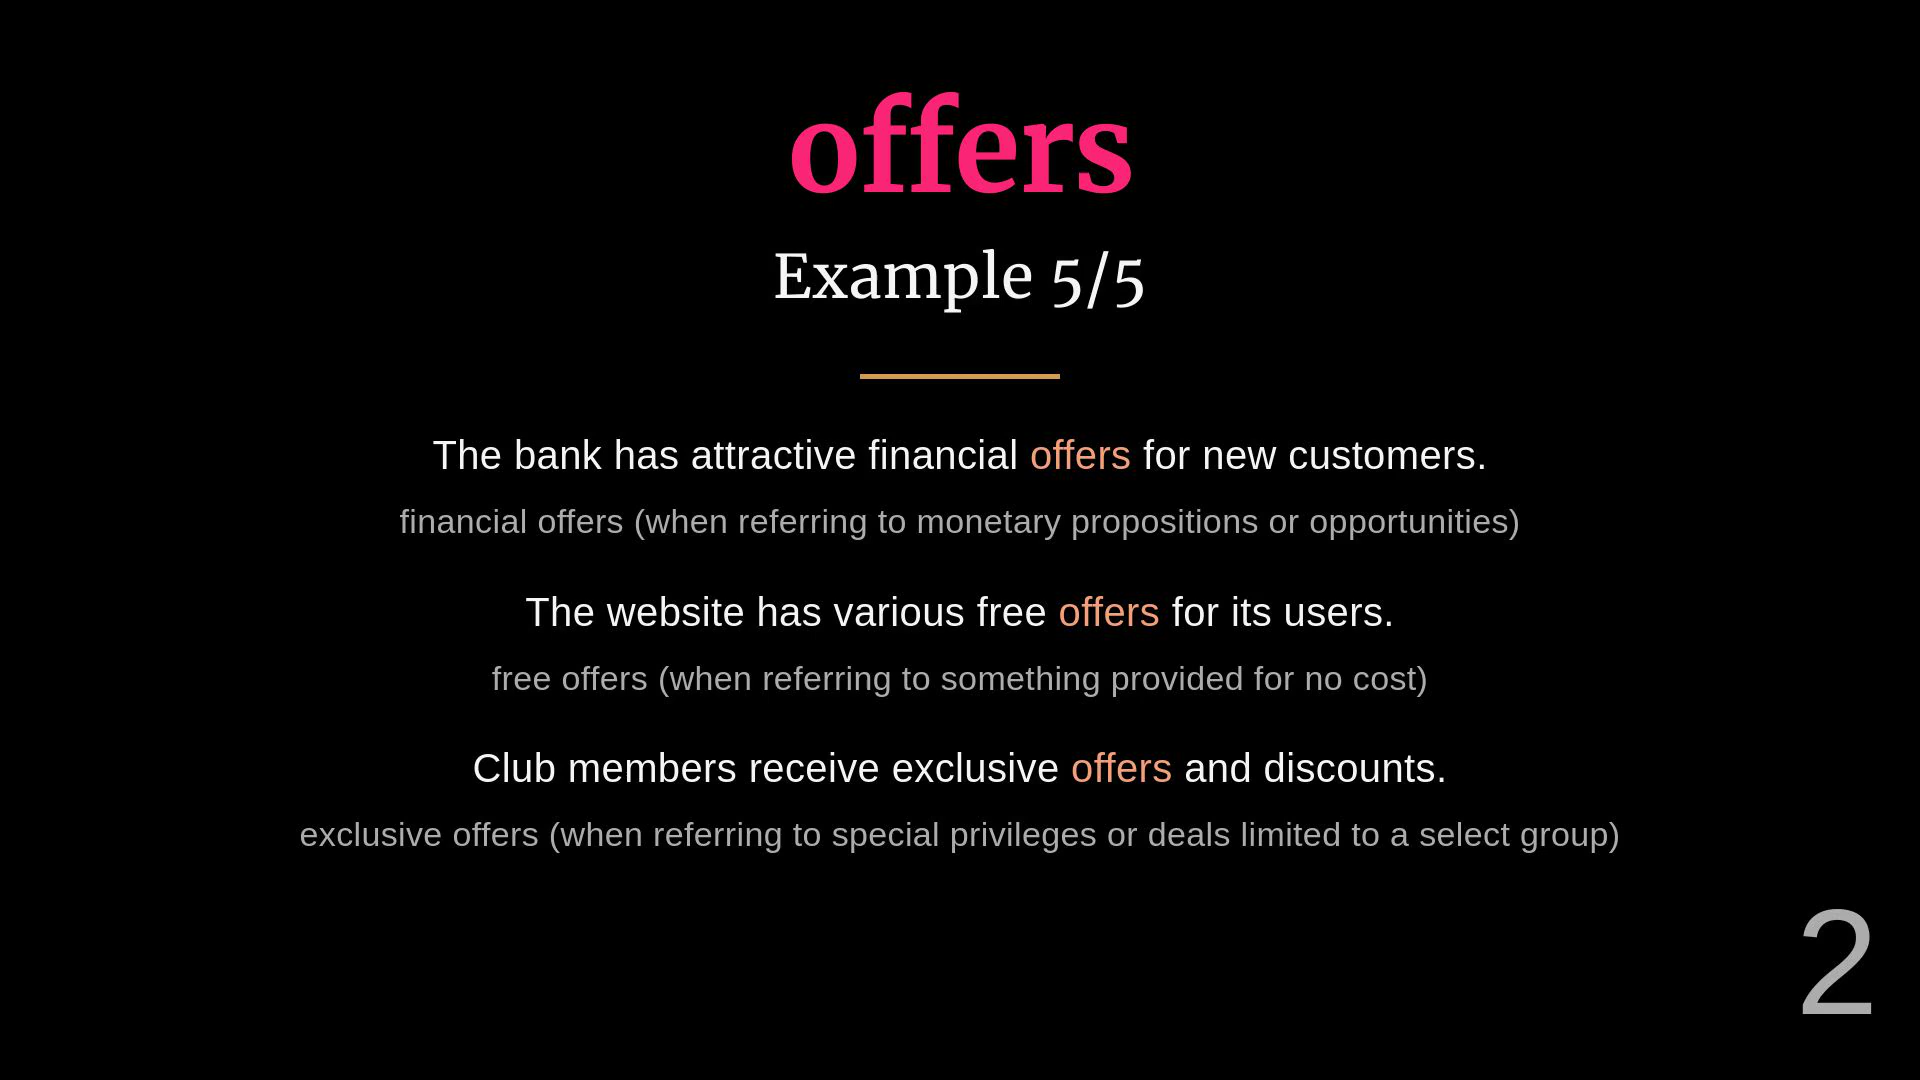 offers
Example 5/5
The bank has attractive financial offers for new customers.
financial offers (when referring to monetary propositions or opportunities)
The website has various free offers for its users.
free offers (when referring to something provided for no cost)
Club members receive exclusive offers and discounts.
exclusive offers (when referring to special privileges or deals limited to a select group)
2